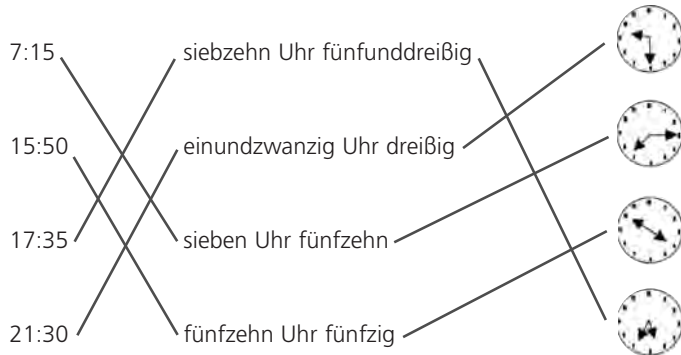 7:15 siebzehn Uhr fünfunddreißig
15:50 einundzwanzig Uhr dreißig
17:35 sieben Uhr fünfzehn
21:30 fünfzehn Uhr fünfzig